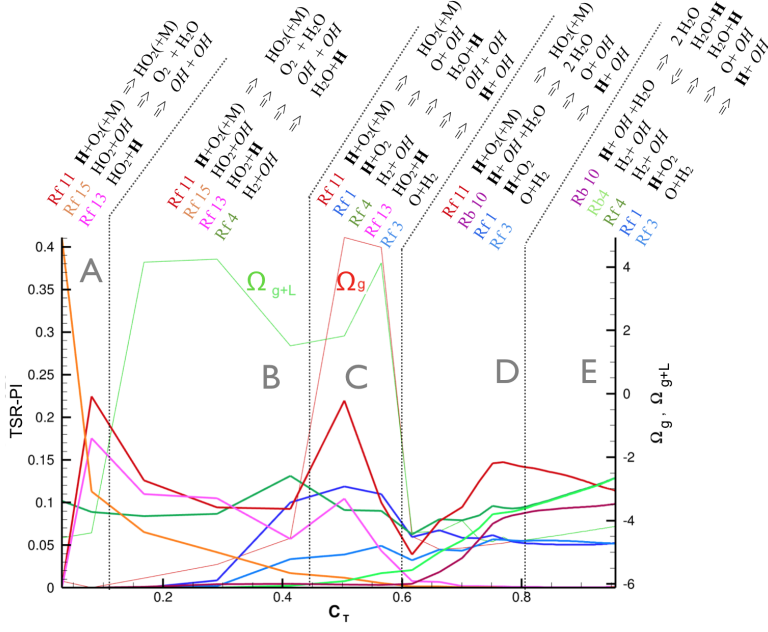 H+O₂(+M) ⇒ HO₂(+M)
HO₂+OH ⇒ O₂ + H₂O
HO₂+H ⇒ OH + OH
Rf 11
Rf 15
Rf 13
H+O₂(+M) ⇒ HO₂(+M)
HO₂+OH ⇒ O₂ + H₂O
HO₂+H ⇒ OH + OH
H₂+OH ⇒ H₂O+H
Rf 11
Rf 15
Rf 13
Rf 4
H+O₂(+M) ⇒ HO₂(+M)
H+O₂ ⇒ O+ OH
H₂+ OH ⇒ H₂O+H
HO₂+H ⇒ OH + OH
O+H₂ ⇒ H+ OH
Rf 11
Rf 1
Rf 4
Rf 13
Rf 3
H+O₂(+M) ⇒ HO₂(+M)
H+ OH +H₂O ⇒ 2 H₂O
H+O₂ ⇒ O+ OH
O+H₂ ⇒ H+ OH
Rf 11
Rb 10
Rf 1
Rf 3
H+ OH +H₂O ⇒ 2 H₂O
H₂+ OH ⇐ H₂O+H
H₂+ OH ⇒ H₂O+H
H+O₂ ⇒ O+ OH
O+H₂ ⇒ H+ OH
Rb 10
Rb4
Rf 4
Rf 1
Rf 3
A
B
C
D
E
Ω g+L
Ωg
TSR-PI
0.4
0.35
0.3
0.25
0.2
0.15
0.1
0.05
0
0.2
0.4
0.6
0.8
C_T
4
2
0
-2
-4
-6
Ω_g , Ω_g+L